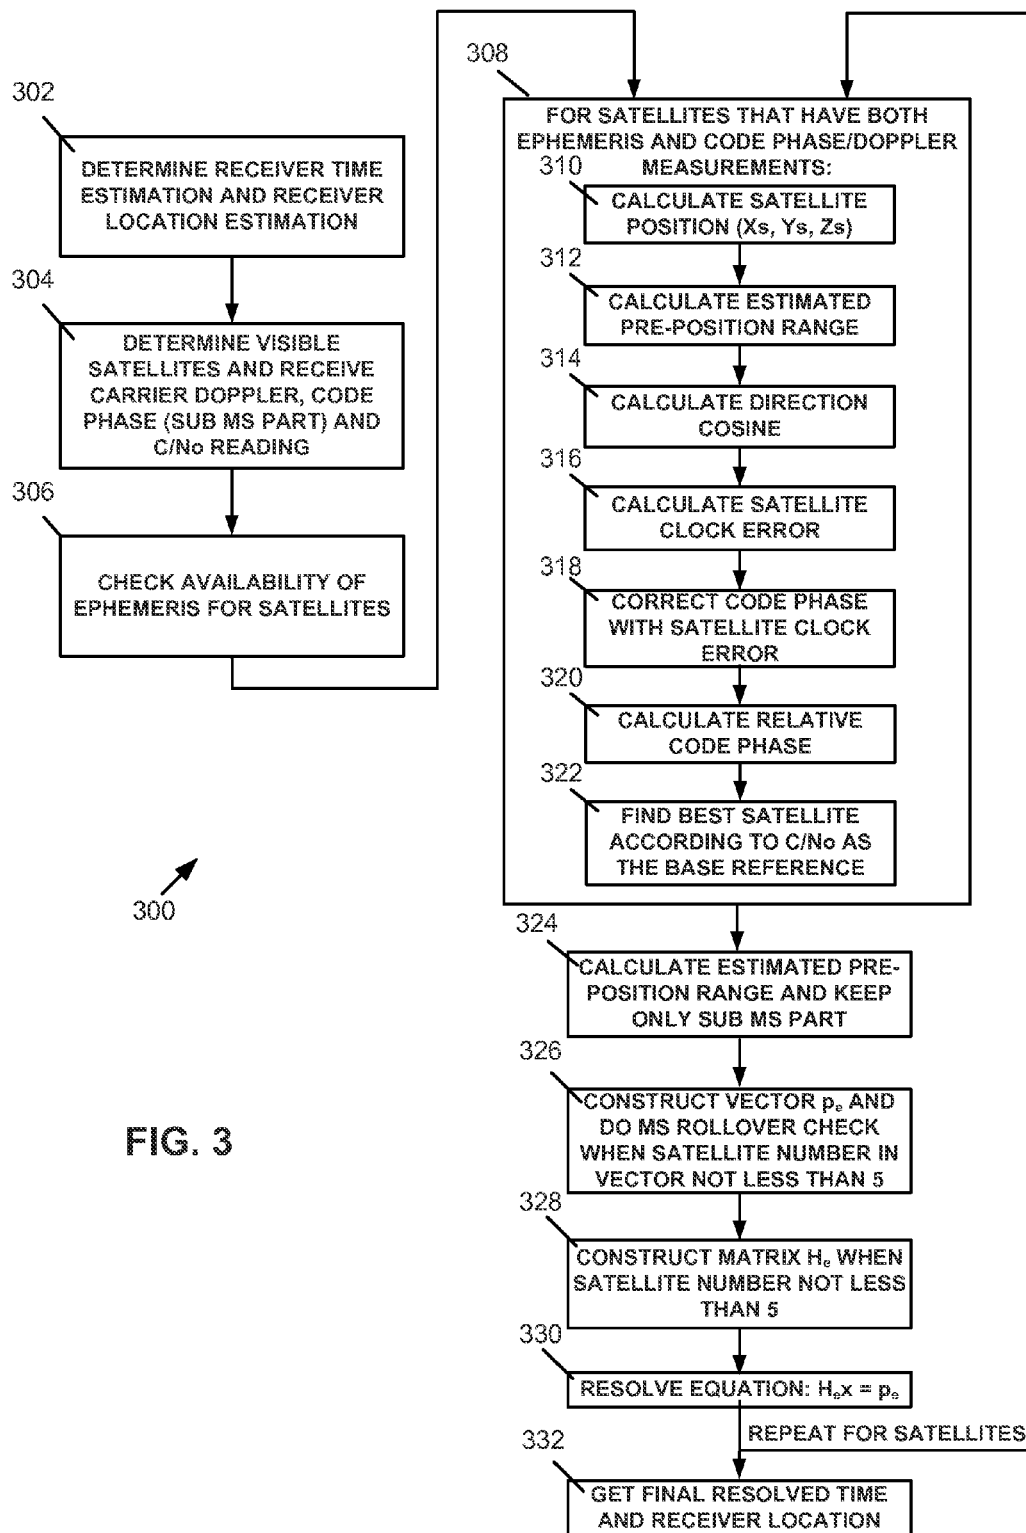 302
DETERMINE RECEIVER TIME
ESTIMATION AND RECEIVER
LOCATION ESTIMATION
304
DETERMINE VISIBLE
SATELLITES AND RECEIVE
CARRIER DOPPLER, CODE
PHASE (SUB MS PART) AND
C/No READING
306
CHECK AVAILABILITY OF
EPHEMERIS FOR SATELLITES
300
FIG. 3
308
FOR SATELLITES THAT HAVE BOTH
EPHEMERIS AND CODE PHASE/DOPPLER
MEASUREMENTS:
310
CALCULATE SATELLITE
POSITION (Xs, Ys, Zs)
312
CALCULATE ESTIMATED
PRE-POSITION RANGE
314
CALCULATE DIRECTION
COSINE
316
CALCULATE SATELLITE
CLOCK ERROR
318
CORRECT CODE PHASE
WITH SATELLITE CLOCK
ERROR
320
CALCULATE RELATIVE
CODE PHASE
322
FIND BEST SATELLITE
ACCORDING TO C/No AS
THE BASE REFERENCE
324
CALCULATE ESTIMATED PRE-
POSITION RANGE AND KEEP
ONLY SUB MS PART
326
CONSTRUCT VECTOR pₑ AND
DO MS ROLLOVER CHECK
WHEN SATELLITE NUMBER IN
VECTOR NOT LESS THAN 5
328
CONSTRUCT MATRIX Hₑ WHEN
SATELLITE NUMBER NOT LESS
THAN 5
330
RESOLVE EQUATION: Hₑx = pₑ
REPEAT FOR SATELLITES
332
GET FINAL RESOLVED TIME
AND RECEIVER LOCATION